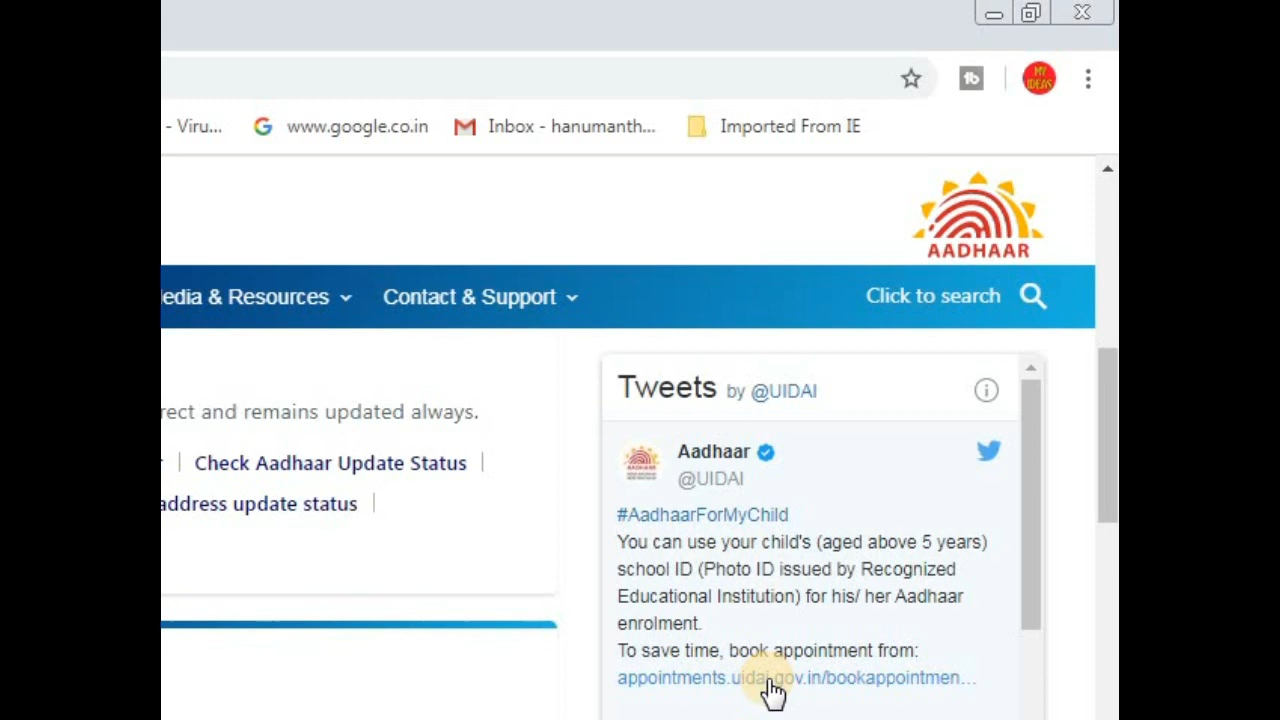 MY
IDEAS
- Viru...
www.google.co.in
Inbox - hanumanth...
Imported From IE
AADHAAR
edia & Resources
Contact & Support
Click to search
Tweets by @UIDAI
rect and remains updated always.
Aadhaar
@UIDAI
Check Aadhaar Update Status
address update status
#AadhaarForMyChild
You can use your child's (aged above 5 years)
school ID (Photo ID issued by Recognized
Educational Institution) for his/ her Aadhaar
enrolment.
To save time, book appointment from:
appointments.uidai.gov.in/bookappointmen...